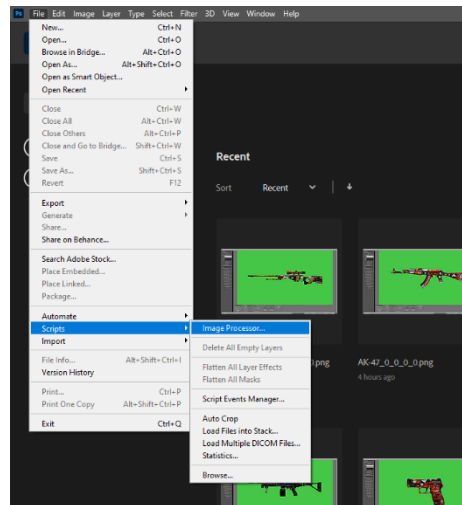 Ps File Edit Image Layer Type Select Filter 3D View Window Help
New... Ctrl+N
Open... Ctrl+O
Browse in Bridge... Alt+Ctrl+O
Open As... Alt+Shift+Ctrl+O
Open as Smart Object...
Open Recent
Close Ctrl+W
Close All Alt+Ctrl+W
Close Others Alt+Ctrl+P
Close and Go to Bridge... Shift+Ctrl+W
Save Ctrl+S
Save As... Shift+Ctrl+S
Revert F12
Export
Generate
Share...
Share on Behance...
Search Adobe Stock...
Place Embedded...
Place Linked...
Package...
Automate
Scripts
Import
File Info... Alt+Shift+Ctrl+I
Version History
Print... Ctrl+P
Print One Copy Alt+Shift+Ctrl+P
Exit Ctrl+Q
Image Processor...
Delete All Empty Layers
Flatten All Layer Effects
Flatten All Masks
Script Events Manager...
Auto Crop
Load Files into Stack...
Load Multiple DICOM Files...
Statistics...
Browse...
Recent
Sort Recent
0.png
AK-47_0_0_0_0.png
4 hours ago